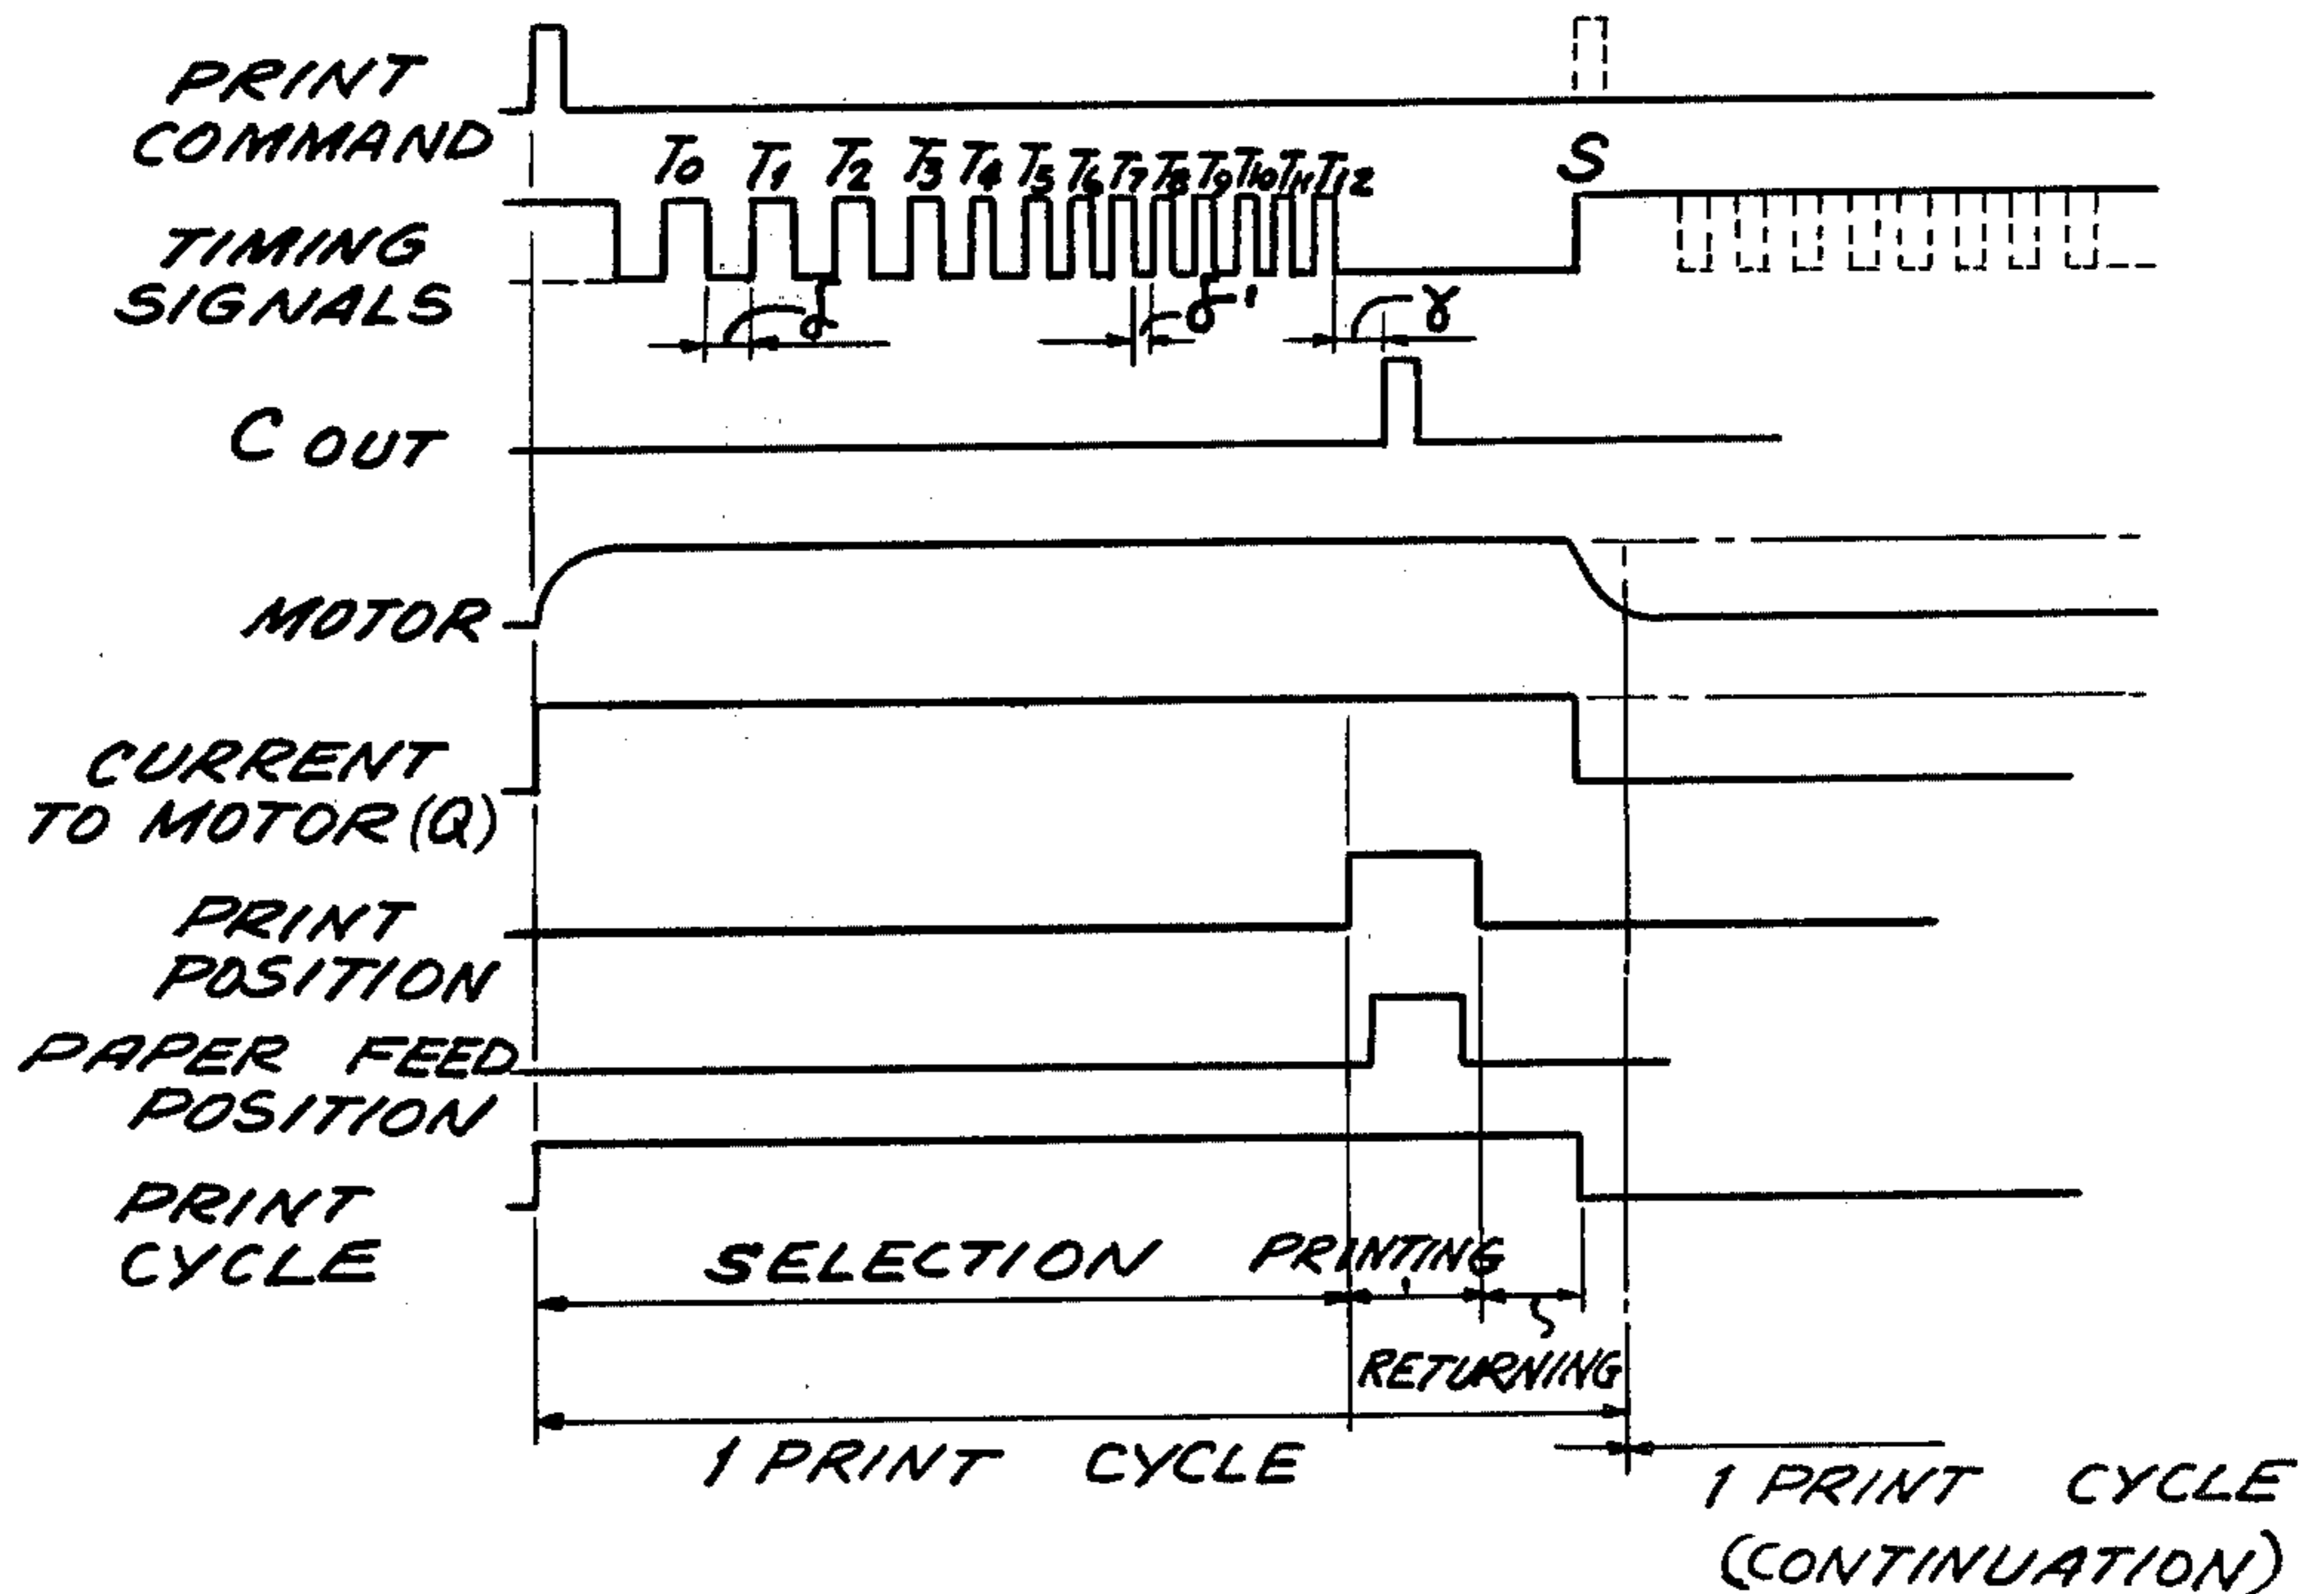 PRINT
COMMAND
T0 T1 T2 T3 T4 T5 T6 T7 T8 T9 T10 T11 T12
S
TIMING
SIGNALS
γ'
γ
C OUT
MOTOR
CURRENT
TO MOTOR (Q)
PRINT
POSITION
PAPER FEED
POSITION
PRINT
CYCLE
SELECTION
PRINTING
RETURNING
1 PRINT CYCLE
1 PRINT CYCLE
(CONTINUATION)